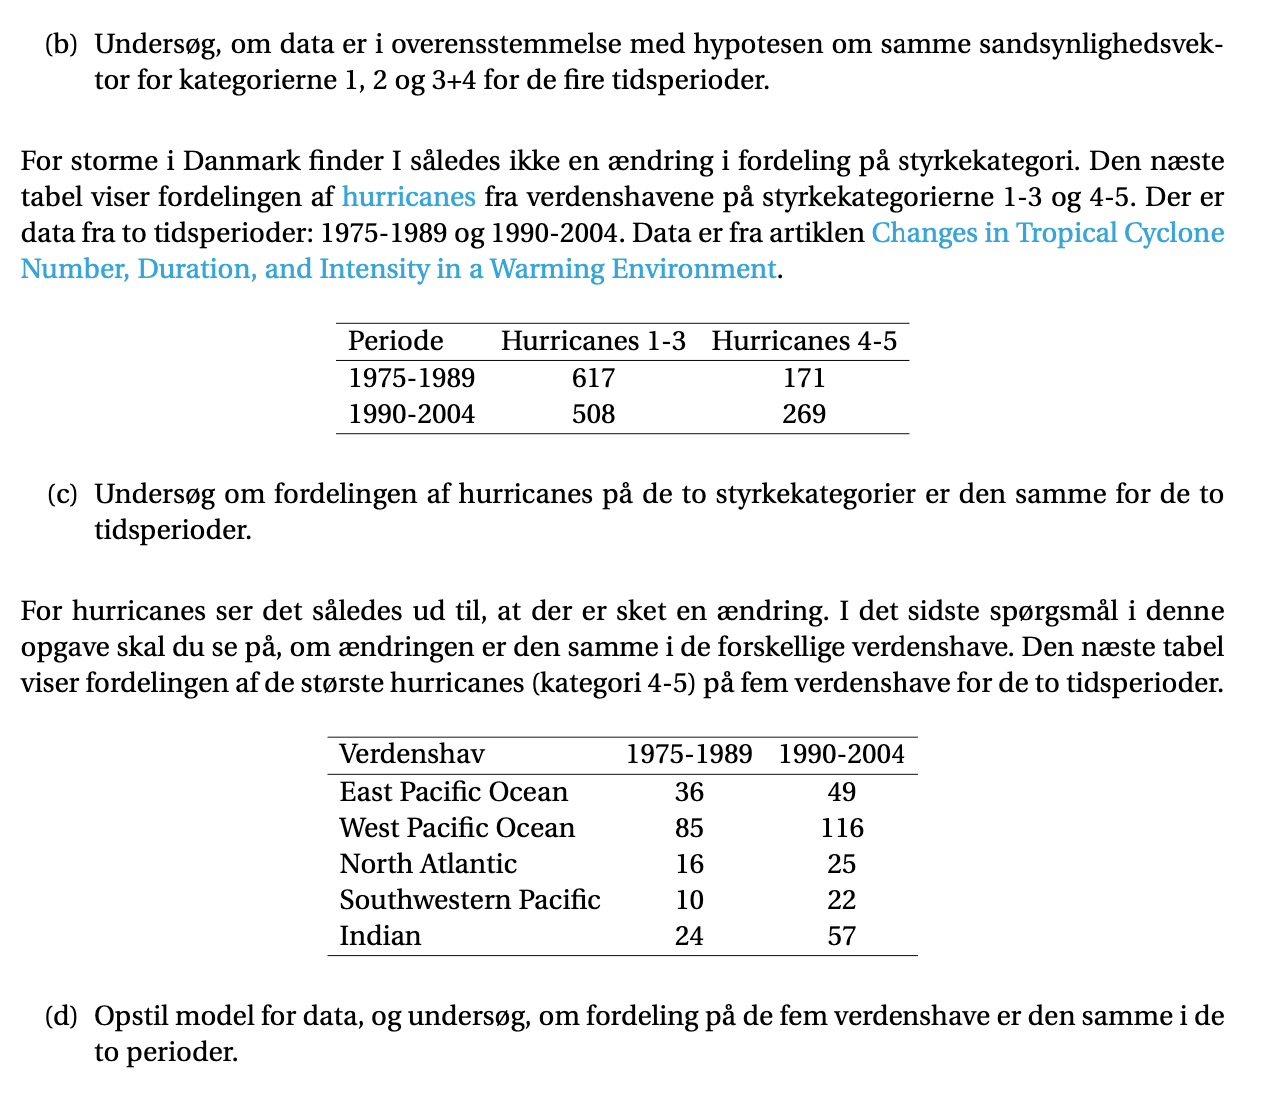 (b) Undersøg, om data er i overensstemmelse med hypotesen om samme sandsynlighedsvek-
tor for kategorierne 1, 2 og 3+4 for de fire tidsperioder.
For storme i Danmark finder I således ikke en ændring i fordeling på styrkekategori. Den næste
tabel viser fordelingen af hurricanes fra verdenshavene på styrkekategorierne 1-3 og 4-5. Der er
data fra to tidsperioder: 1975-1989 og 1990-2004. Data er fra artiklen Changes in Tropical Cyclone
Number, Duration, and Intensity in a Warming Environment.
Periode Hurricanes 1-3 Hurricanes 4-5
1975-1989 617 171
1990-2004 508 269
(c) Undersøg om fordelingen af hurricanes på de to styrkekategorier er den samme for de to
tidsperioder.
For hurricanes ser det således ud til, at der er sket en ændring. I det sidste spørgsmål i denne
opgave skal du se på, om ændringen er den samme i de forskellige verdenshave. Den næste tabel
viser fordelingen af de største hurricanes (kategori 4-5) på fem verdenshave for de to tidsperioder.
Verdenshav 1975-1989 1990-2004
East Pacific Ocean 36 49
West Pacific Ocean 85 116
North Atlantic 16 25
Southwestern Pacific 10 22
Indian 24 57
(d) Opstil model for data, og undersøg, om fordeling på de fem verdenshave er den samme i de
to perioder.